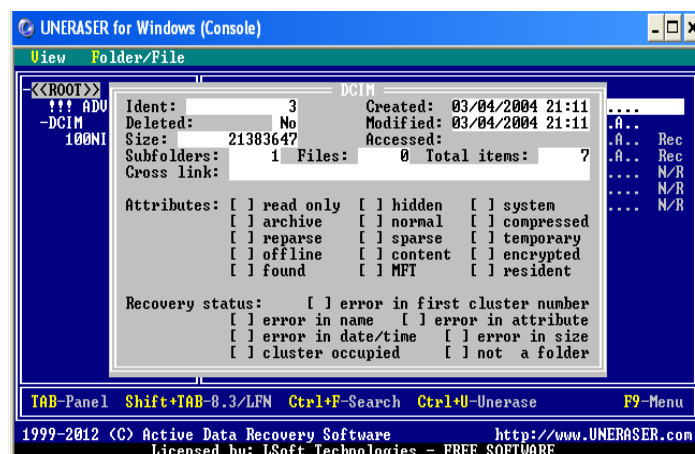 UNERASER for Windows (Console)
View Folder/File
-<<ROOT>>
!!! ADV
-DCIM
100NI
DCIM
Ident: 3 Created: 03/04/2004 21:11
Deleted: No Modified: 03/04/2004 21:11
Size: 21383647 Accessed:
Subfolders: 1 Files: 0 Total items: 7
Cross link:
Attributes: [ ] read only [ ] hidden [ ] system
[ ] archive [ ] normal [ ] compressed
[ ] reparse [ ] sparse [ ] temporary
[ ] offline [ ] content [ ] encrypted
[ ] found [ ] MFT [ ] resident
Recovery status: [ ] error in first cluster number
[ ] error in name [ ] error in attribute
[ ] error in date/time [ ] error in size
[ ] cluster occupied [ ] not a folder
....
.A..
.A.. Rec
.A.. Rec
.... N/R
.... N/R
.... N/R
TAB-Panel Shift+TAB-8.3/LFN Ctrl+F-Search Ctrl+U-Unerase F9-Menu
1999-2012 (C) Active Data Recovery Software http://www.UNERASER.com
Licensed by: LSoft Technologies - FREE SOFTWARE